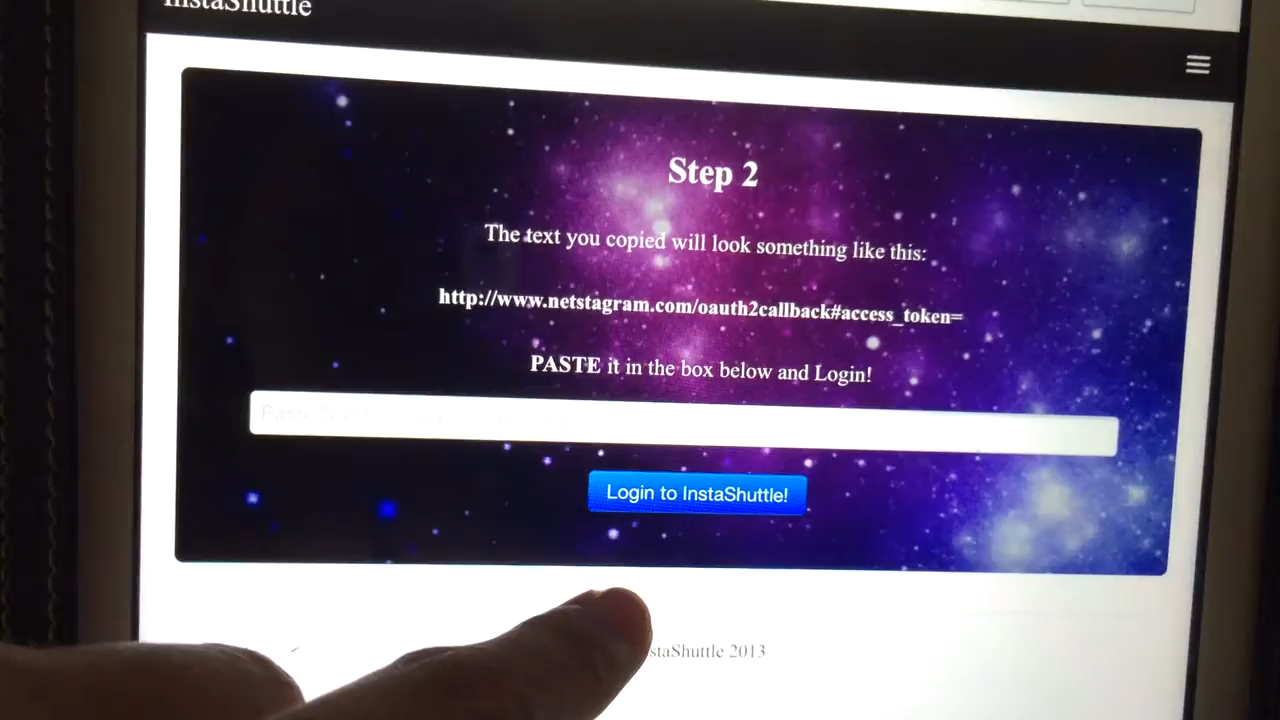 InstaShuttle
Step 2
The text you copied will look something like this:
http://www.netstagram.com/oauth2callback#access_token=
PASTE it in the box below and Login!
Paste
Login to InstaShuttle!
staShuttle 2013